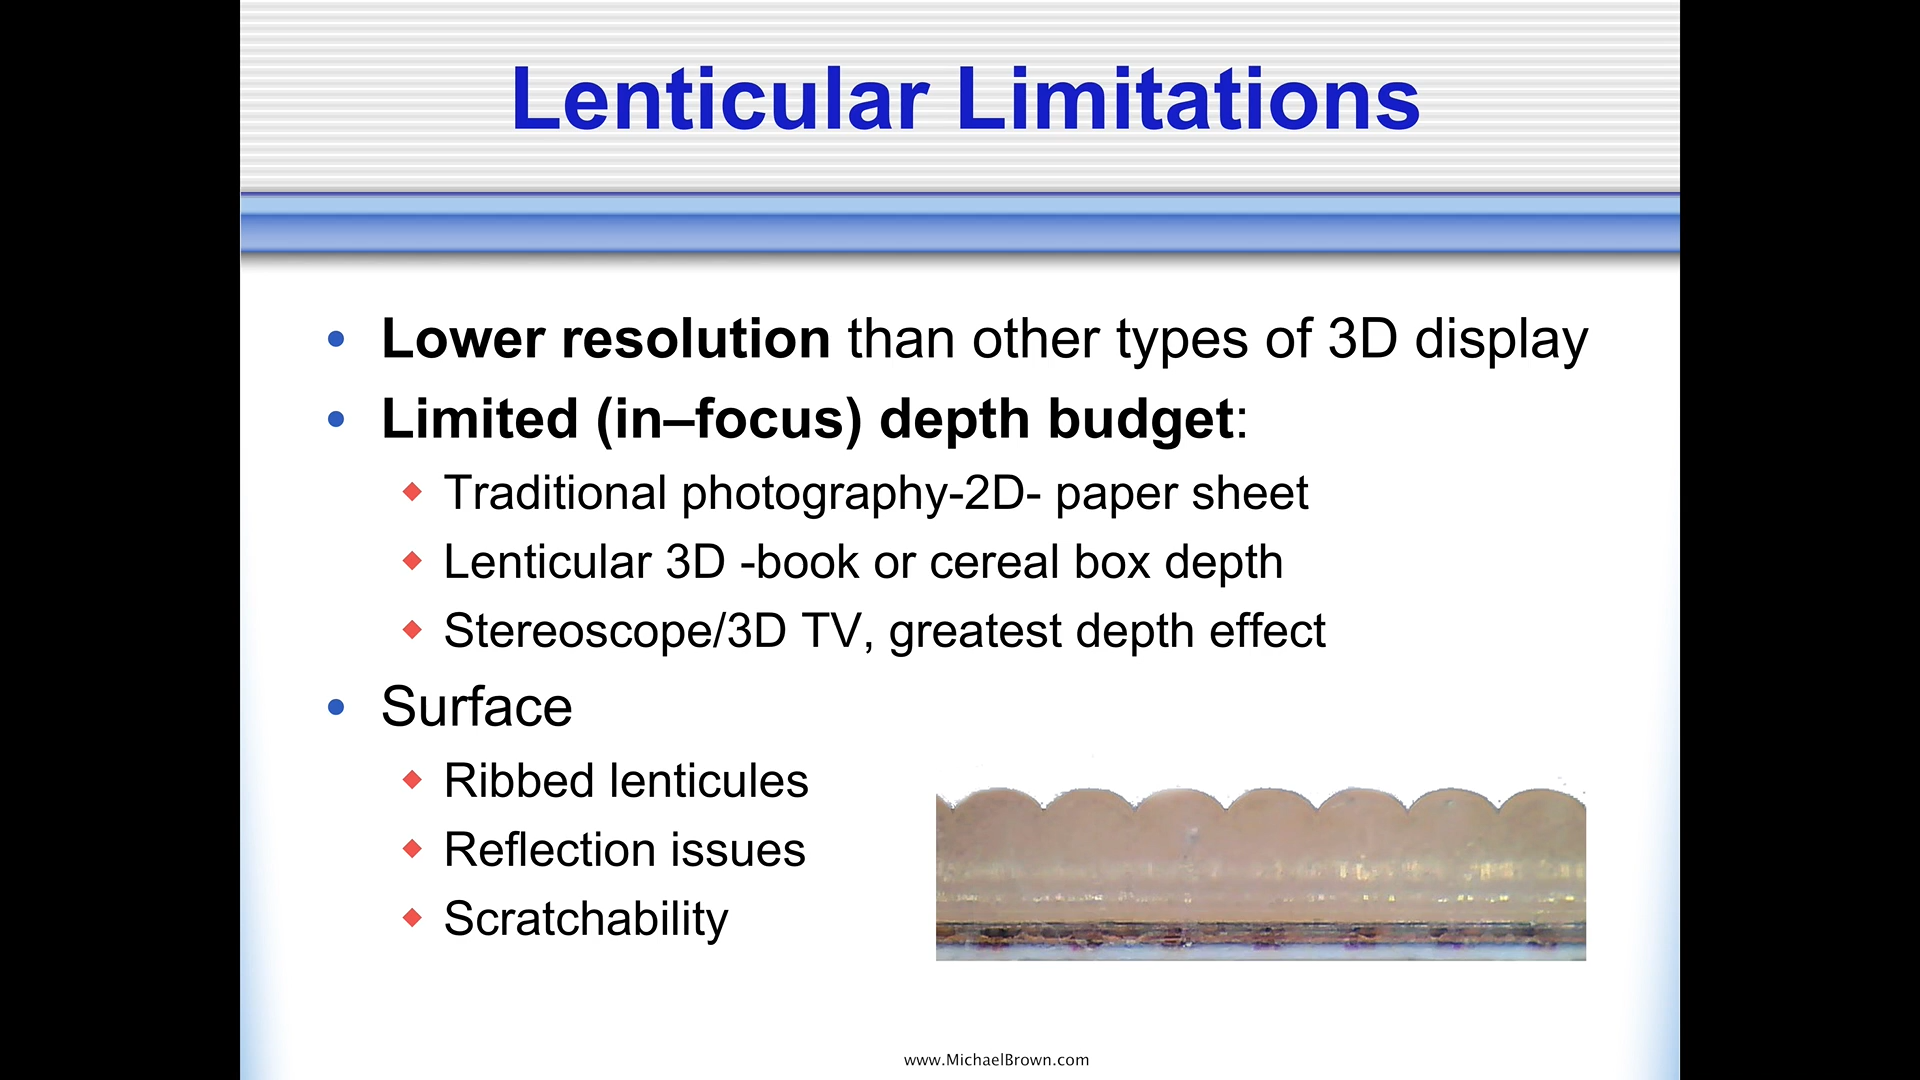 Lenticular Limitations
Lower resolution than other types of 3D display
Limited (in–focus) depth budget:
Traditional photography-2D- paper sheet
Lenticular 3D -book or cereal box depth
Stereoscope/3D TV, greatest depth effect
Surface
Ribbed lenticules
Reflection issues
Scratchability
www.MichaelBrown.com